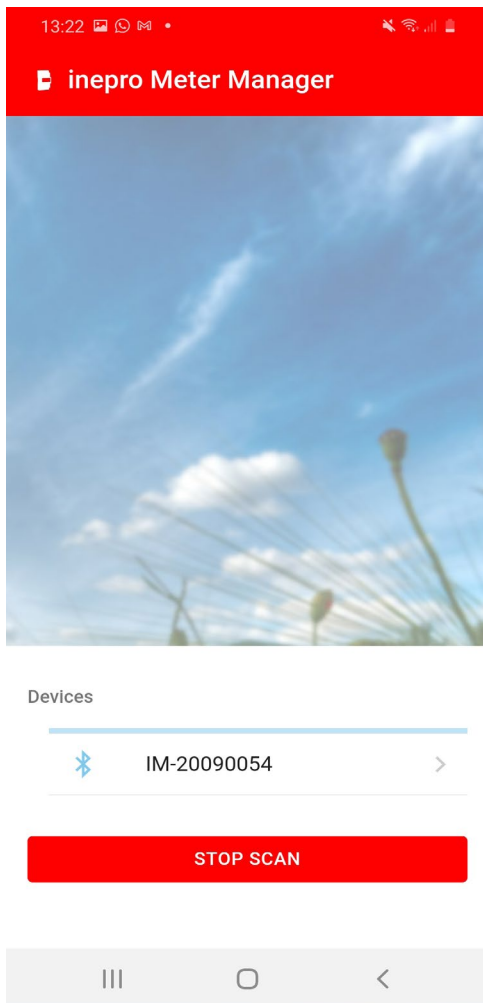 13:22
inepro Meter Manager
Devices
IM-20090054
STOP SCAN